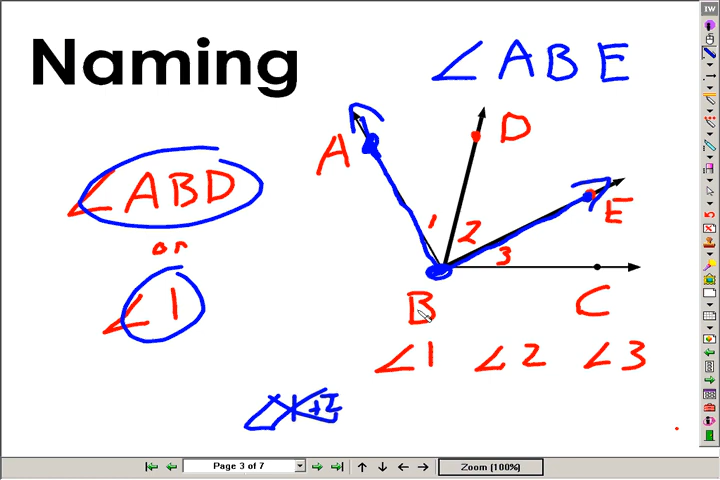 Naming
∠ABE
A
D
∠ABD
E
1
2
3
or
∠1
B
C
∠1 ∠2 ∠3
Page 3 of 7
Zoom (100%)